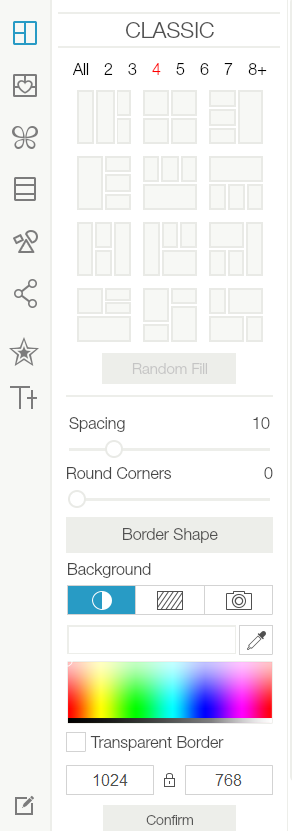 CLASSIC
All 2 3 4 5 6 7 8+
Random Fill
Spacing 10
Round Corners 0
Border Shape
Background
Transparent Border
1024 768
Tt
Confirm